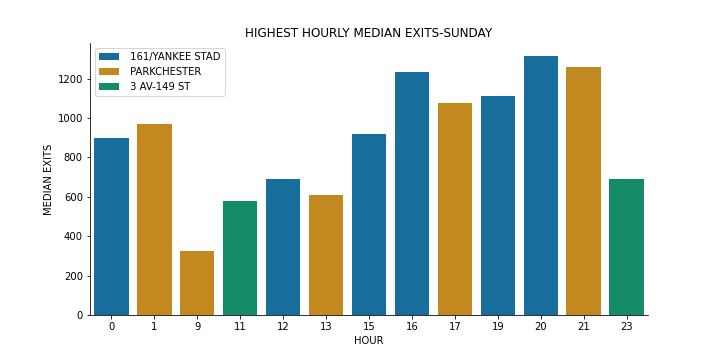 HIGHEST HOURLY MEDIAN EXITS-SUNDAY
161/YANKEE STAD
PARKCHESTER
3 AV-149 ST
MEDIAN EXITS
1200
1000
800
600
400
200
0
0 1 9 11 12 13 15 16 17 19 20 21 23
HOUR